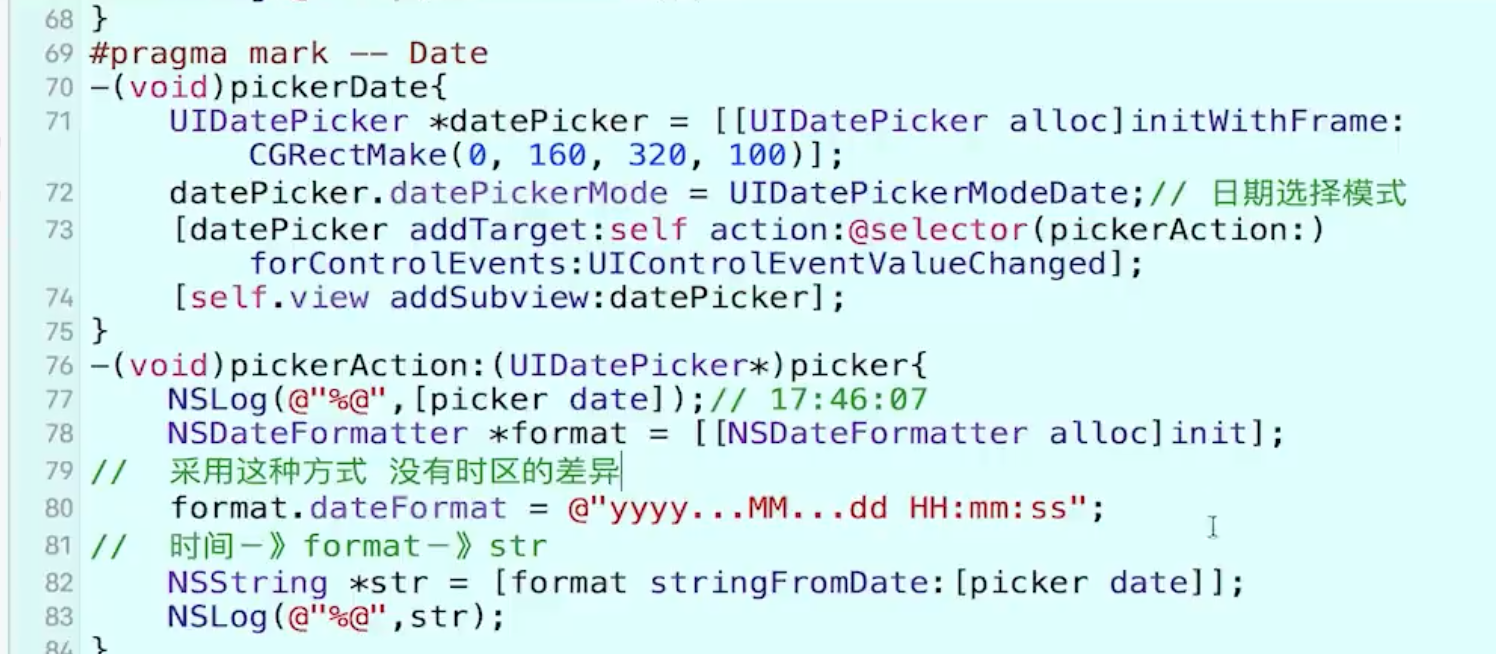 68 }
69 #pragma mark -- Date
70 -(void)pickerDate{
71 UIDatePicker *datePicker = [[UIDatePicker alloc]initWithFrame:
CGRectMake(0, 160, 320, 100)];
72 datePicker.datePickerMode = UIDatePickerModeDate;// 日期选择模式
73 [datePicker addTarget:self action:@selector(pickerAction:)
forControlEvents:UIControlEventValueChanged];
74 [self.view addSubview:datePicker];
75 }
76 -(void)pickerAction:(UIDatePicker*)picker{
77 NSLog(@"%@",[picker date]);// 17:46:07
78 NSDateFormatter *format = [[NSDateFormatter alloc]init];
79 // 采用这种方式 没有时区的差异
80 format.dateFormat = @"yyyy...MM...dd HH:mm:ss";
81 // 时间-》format-》str
82 NSString *str = [format stringFromDate:[picker date]];
83 NSLog(@"%@",str);
84 }